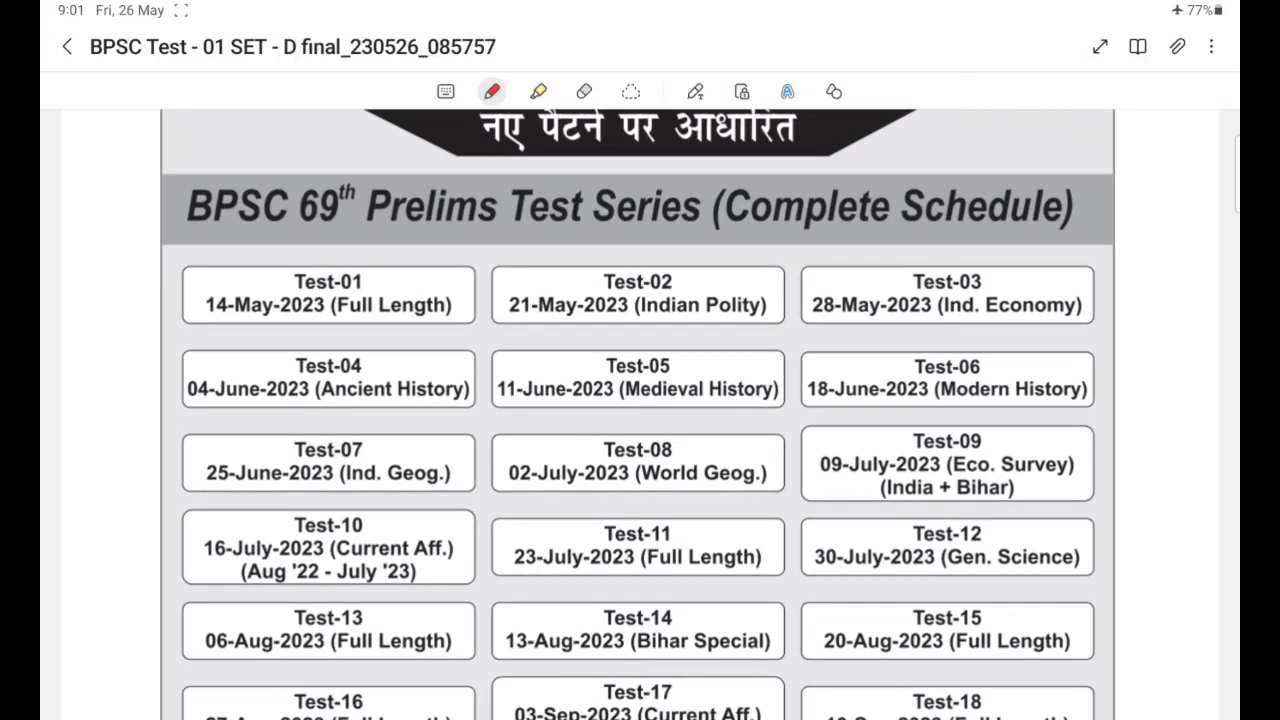 9:01 Fri, 26 May
77%
BPSC Test - 01 SET - D final_230526_085757
नए पैटर्न पर आधारित
BPSC 69th Prelims Test Series (Complete Schedule)
Test-01
14-May-2023 (Full Length)
Test-02
21-May-2023 (Indian Polity)
Test-03
28-May-2023 (Ind. Economy)
Test-04
04-June-2023 (Ancient History)
Test-05
11-June-2023 (Medieval History)
Test-06
18-June-2023 (Modern History)
Test-07
25-June-2023 (Ind. Geog.)
Test-08
02-July-2023 (World Geog.)
Test-09
09-July-2023 (Eco. Survey)
(India + Bihar)
Test-10
16-July-2023 (Current Aff.)
(Aug '22 - July '23)
Test-11
23-July-2023 (Full Length)
Test-12
30-July-2023 (Gen. Science)
Test-13
06-Aug-2023 (Full Length)
Test-14
13-Aug-2023 (Bihar Special)
Test-15
20-Aug-2023 (Full Length)
Test-16
Test-17
03-Sep-2023 (Current Aff.)
Test-18